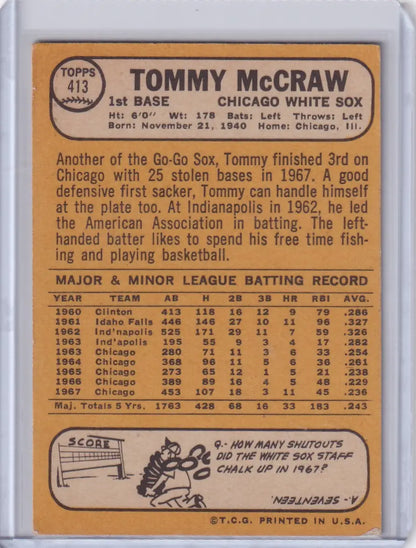 TOPPS
413
TOMMY McCRAW
1st BASE CHICAGO WHITE SOX
Ht: 6'0" Wt: 178 Bats: Left Throws: Left
Born: November 21, 1940 Home: Chicago, Ill.
Another of the Go-Go Sox, Tommy finished 3rd on
Chicago with 25 stolen bases in 1967. A good
defensive first sacker, Tommy can handle himself
at the plate too. At Indianapolis in 1962, he led
the American Association in batting. The left-
handed batter likes to spend his free time fish-
ing and playing basketball.
MAJOR & MINOR LEAGUE BATTING RECORD
YEAR TEAM AB H 2B 3B HR RBI AVG.
1960 Clinton 413 118 16 12 9 79 .286
1961 Idaho Falls 446 146 27 10 11 96 .327
1962 Ind'apolis 525 171 29 11 7 59 .326
1963 Ind'apolis 195 55 9 3 4 17 .282
1963 Chicago 280 71 11 3 6 33 .254
1964 Chicago 368 96 11 5 6 36 .261
1965 Chicago 273 65 12 1 5 21 .238
1966 Chicago 389 89 16 4 5 48 .229
1967 Chicago 453 107 18 3 11 45 .236
Maj. Totals 5 Yrs. 1763 428 68 16 33 183 .243
SCORE
Q.- HOW MANY SHUTOUTS
DID THE WHITE SOX STAFF
CHALK UP IN 1967?
A- SEVENTEEN
©T.C.G. PRINTED IN U.S.A.